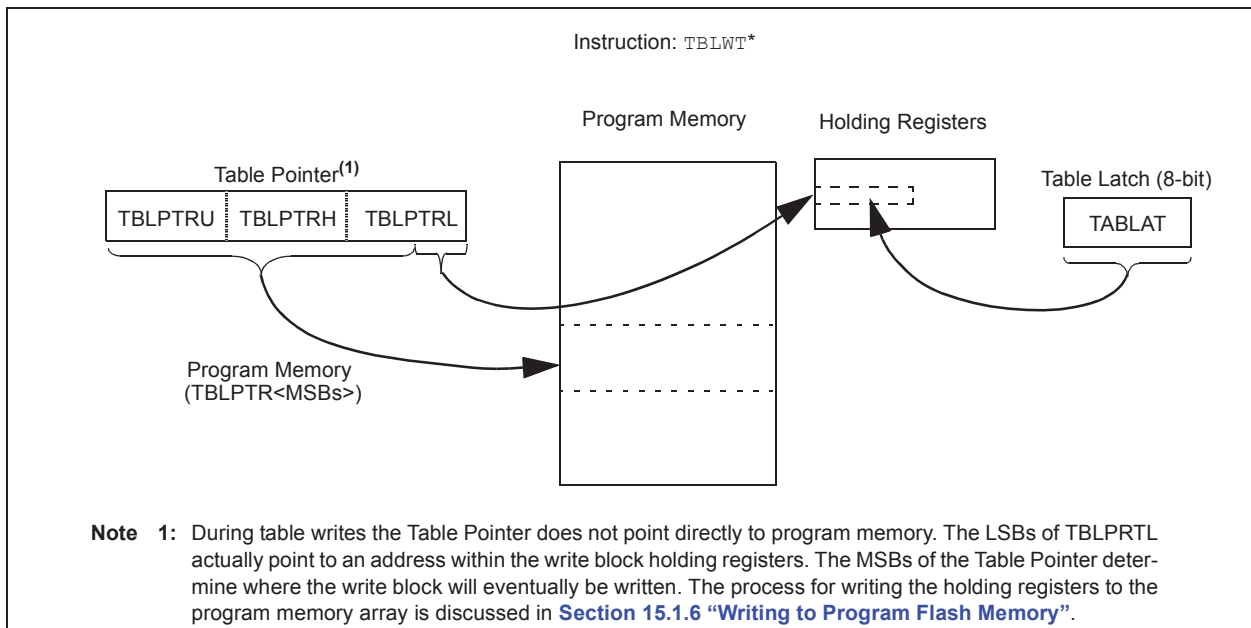 Instruction: TBLWT*
Program Memory
Holding Registers
Table Pointer(1)
Table Latch (8-bit)
TBLPTRU TBLPTRH TBLPTRL
TABLAT
Program Memory
(TBLPTR<MSBs>)
Note 1: During table writes the Table Pointer does not point directly to program memory. The LSBs of TBLPRTL
actually point to an address within the write block holding registers. The MSBs of the Table Pointer deter-
mine where the write block will eventually be written. The process for writing the holding registers to the
program memory array is discussed in Section 15.1.6 “Writing to Program Flash Memory”.